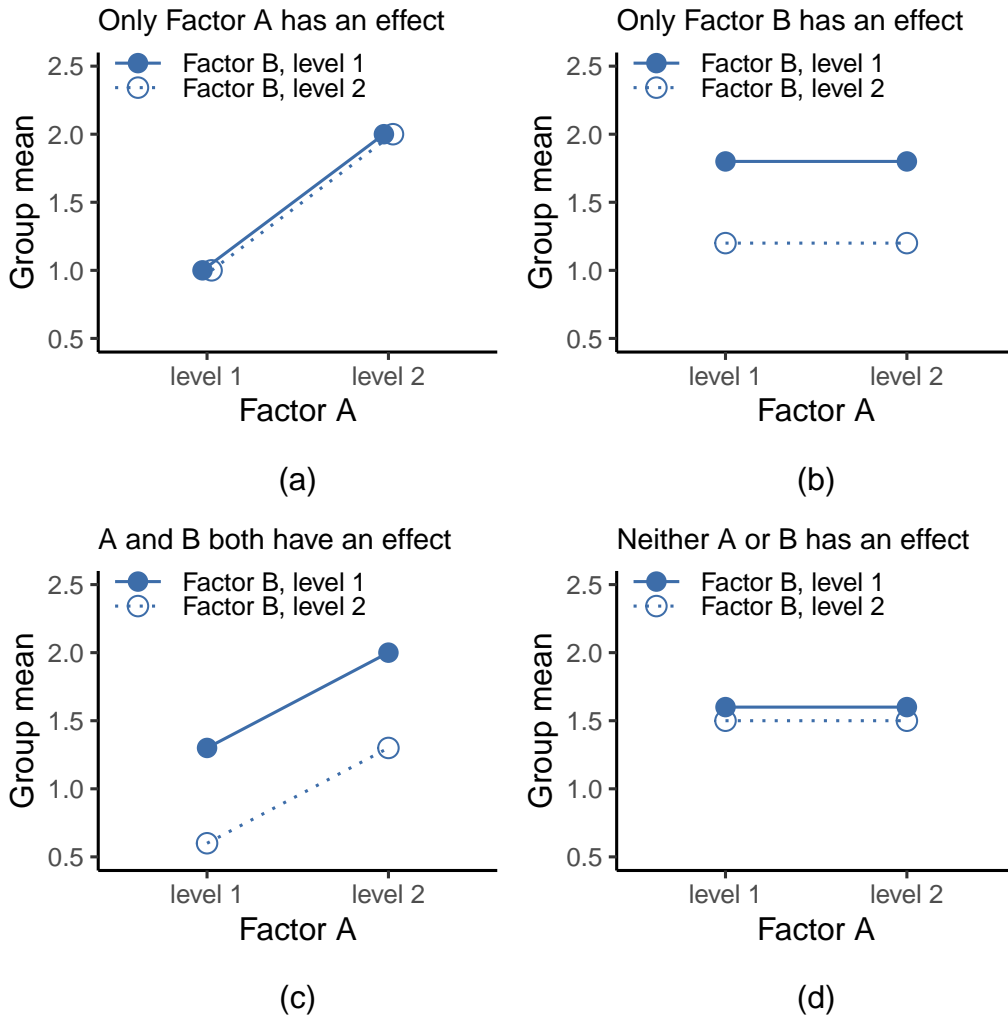 Only Factor A has an effect
Factor B, level 1
Factor B, level 2
2.5
2.0
1.5
1.0
0.5
Group mean
level 1 level 2
Factor A
(a)
Only Factor B has an effect
Factor B, level 1
Factor B, level 2
2.5
2.0
1.5
1.0
0.5
Group mean
level 1 level 2
Factor A
(b)
A and B both have an effect
Factor B, level 1
Factor B, level 2
2.5
2.0
1.5
1.0
0.5
Group mean
level 1 level 2
Factor A
(c)
Neither A or B has an effect
Factor B, level 1
Factor B, level 2
2.5
2.0
1.5
1.0
0.5
Group mean
level 1 level 2
Factor A
(d)